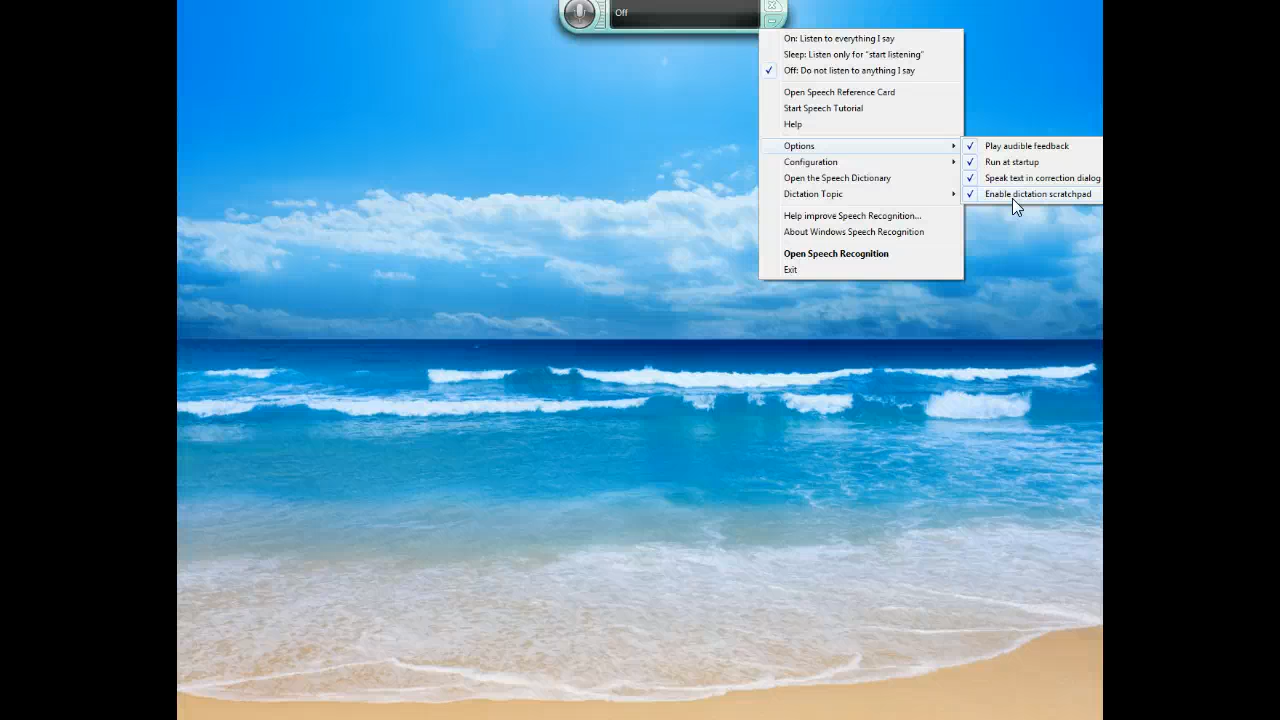 Off
On: Listen to everything I say
Sleep: Listen only for "start listening"
Off: Do not listen to anything I say
Open Speech Reference Card
Start Speech Tutorial
Help
Options
Play audible feedback
Configuration
Run at startup
Open the Speech Dictionary
Speak text in correction dialog
Dictation Topic
Enable dictation scratchpad
Help improve Speech Recognition...
About Windows Speech Recognition
Open Speech Recognition
Exit